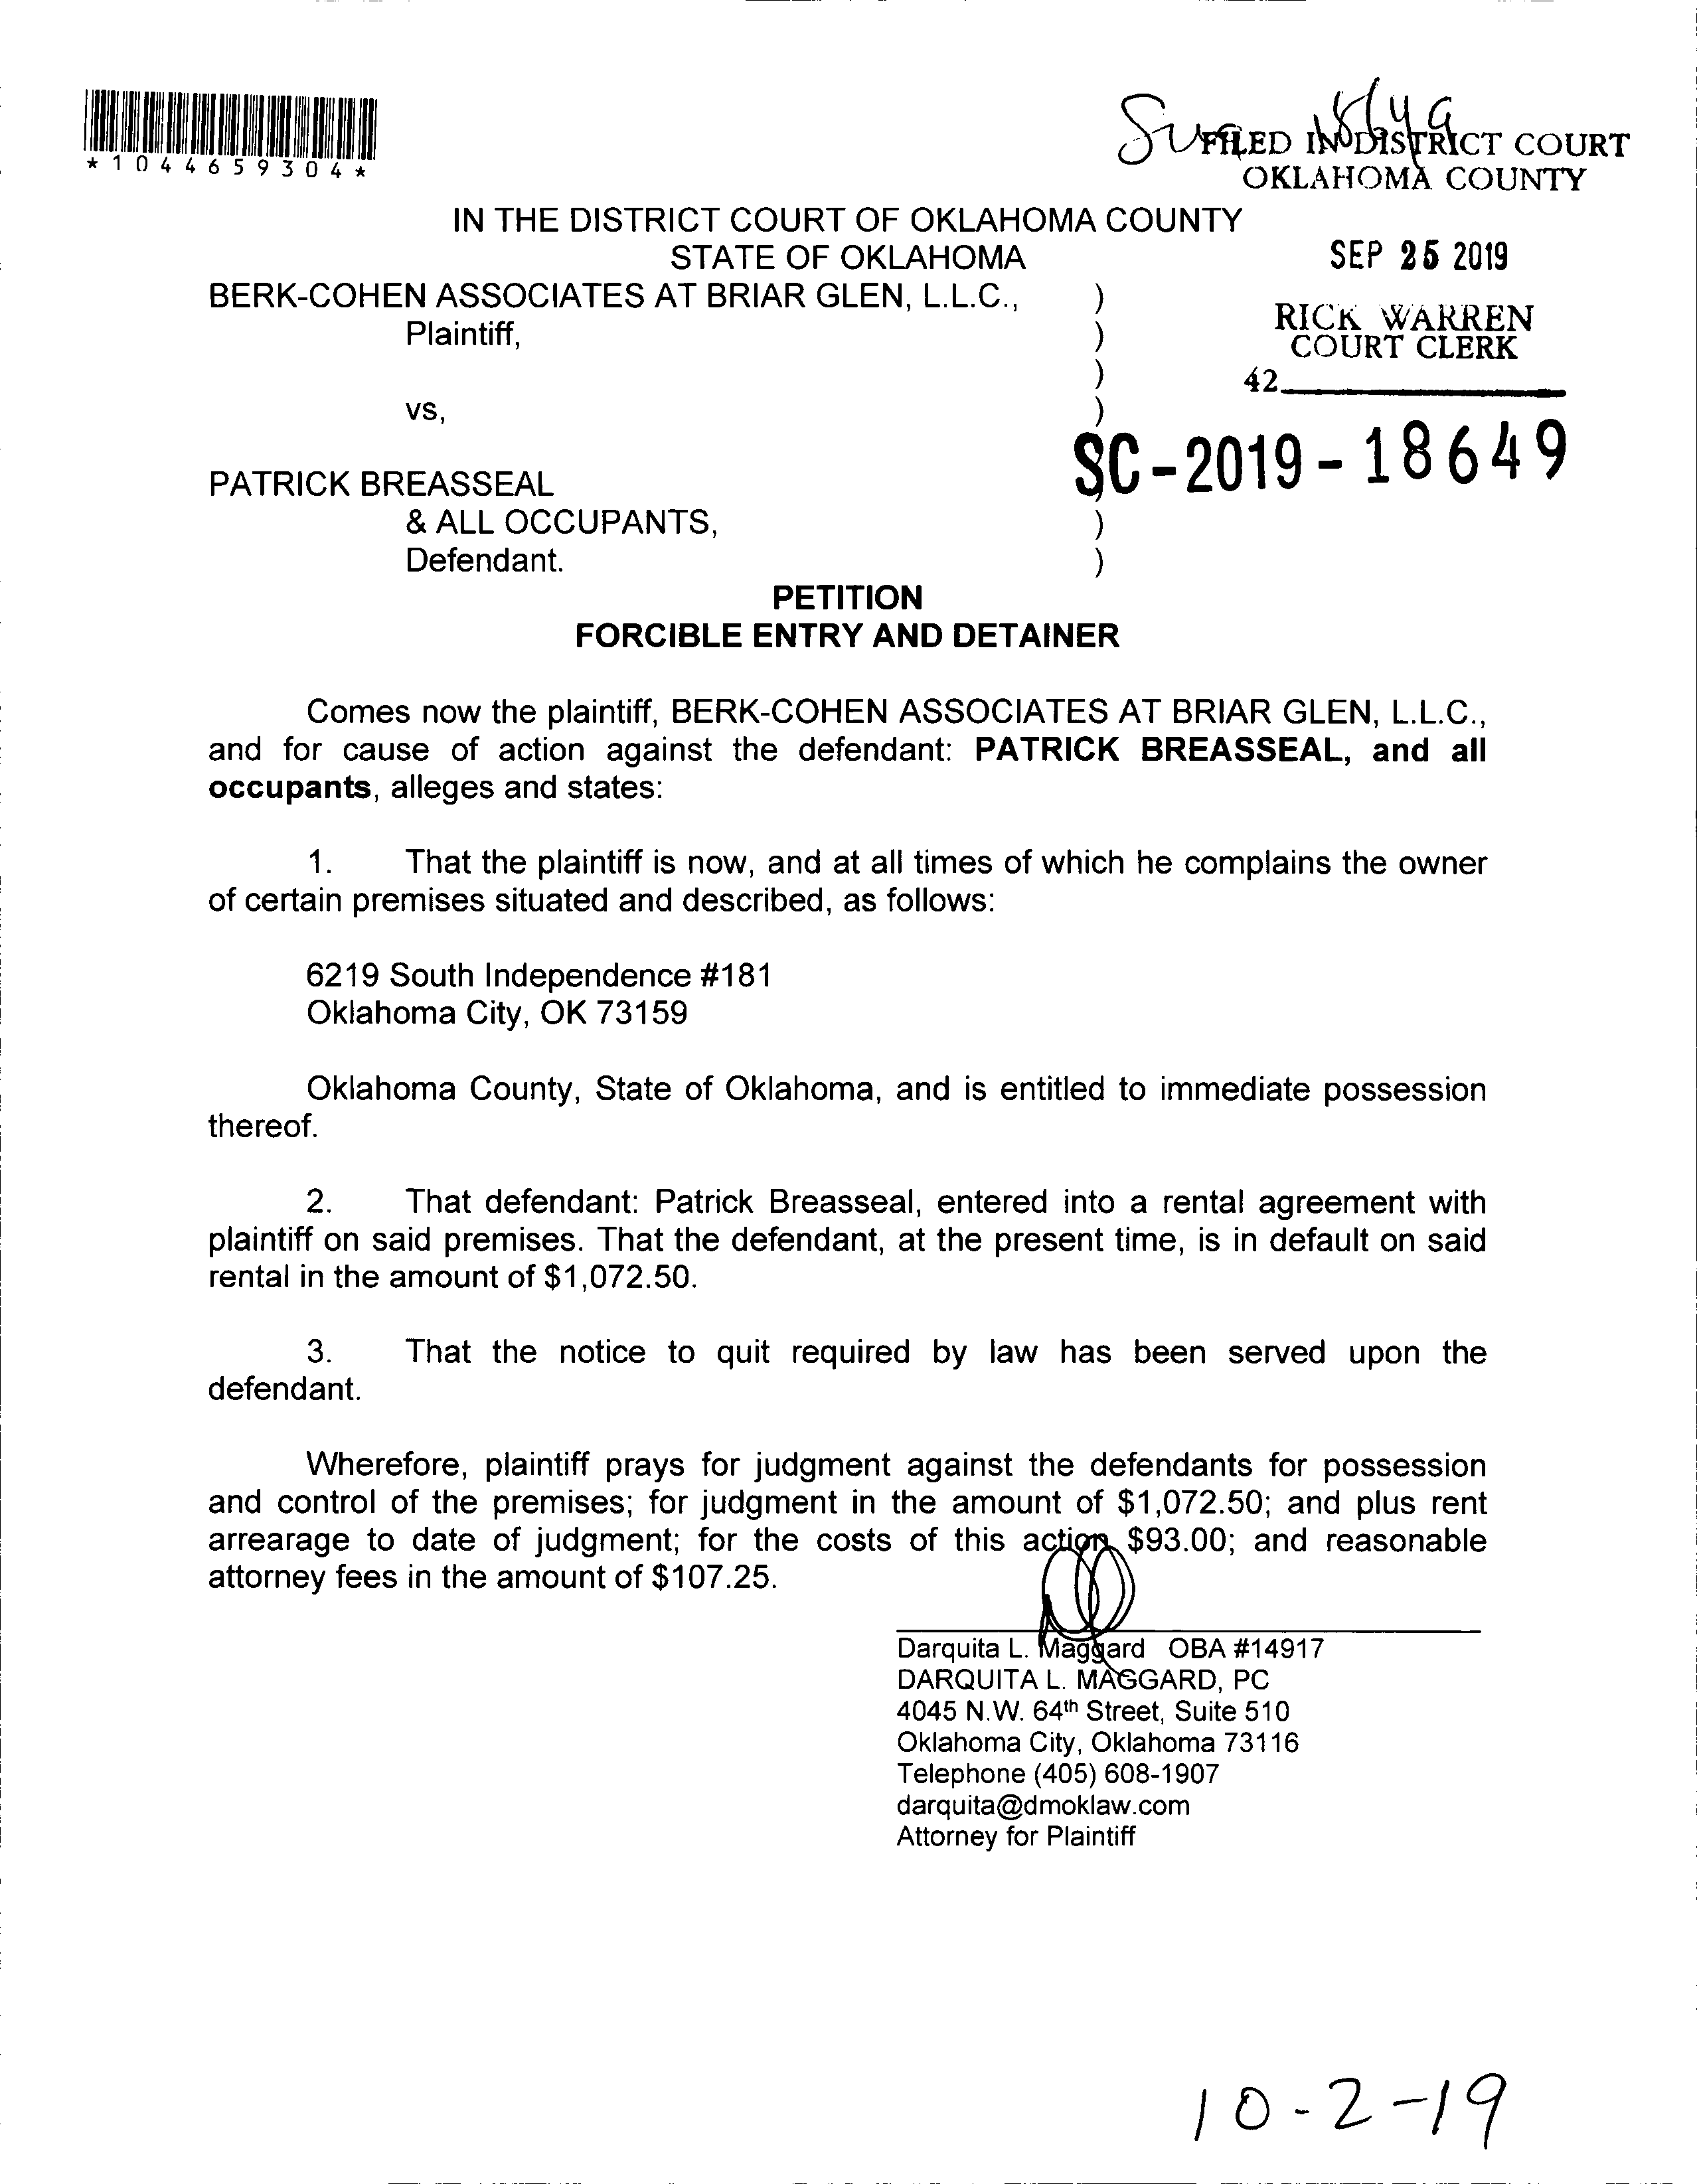 *1044659304*
FILED IN DISTRICT COURT
OKLAHOMA COUNTY
IN THE DISTRICT COURT OF OKLAHOMA COUNTY
STATE OF OKLAHOMA
SEP 25 2019
BERK-COHEN ASSOCIATES AT BRIAR GLEN, L.L.C., )
Plaintiff, )
)
RICK WARREN
COURT CLERK
42
vs, )
SC-2019-18649
PATRICK BREASSEAL
& ALL OCCUPANTS, )
Defendant. )
PETITION
FORCIBLE ENTRY AND DETAINER
Comes now the plaintiff, BERK-COHEN ASSOCIATES AT BRIAR GLEN, L.L.C.,
and for cause of action against the defendant: PATRICK BREASSEAL, and all
occupants, alleges and states:
1. That the plaintiff is now, and at all times of which he complains the owner
of certain premises situated and described, as follows:
6219 South Independence #181
Oklahoma City, OK 73159
Oklahoma County, State of Oklahoma, and is entitled to immediate possession
thereof.
2. That defendant: Patrick Breasseal, entered into a rental agreement with
plaintiff on said premises. That the defendant, at the present time, is in default on said
rental in the amount of $1,072.50.
3. That the notice to quit required by law has been served upon the
defendant.
Wherefore, plaintiff prays for judgment against the defendants for possession
and control of the premises; for judgment in the amount of $1,072.50; and plus rent
arrearage to date of judgment; for the costs of this action $93.00; and reasonable
attorney fees in the amount of $107.25.
Darquita L. Maggard OBA #14917
DARQUITA L. MAGGARD, PC
4045 N.W. 64th Street, Suite 510
Oklahoma City, Oklahoma 73116
Telephone (405) 608-1907
darquita@dmoklaw.com
Attorney for Plaintiff
10-2-19